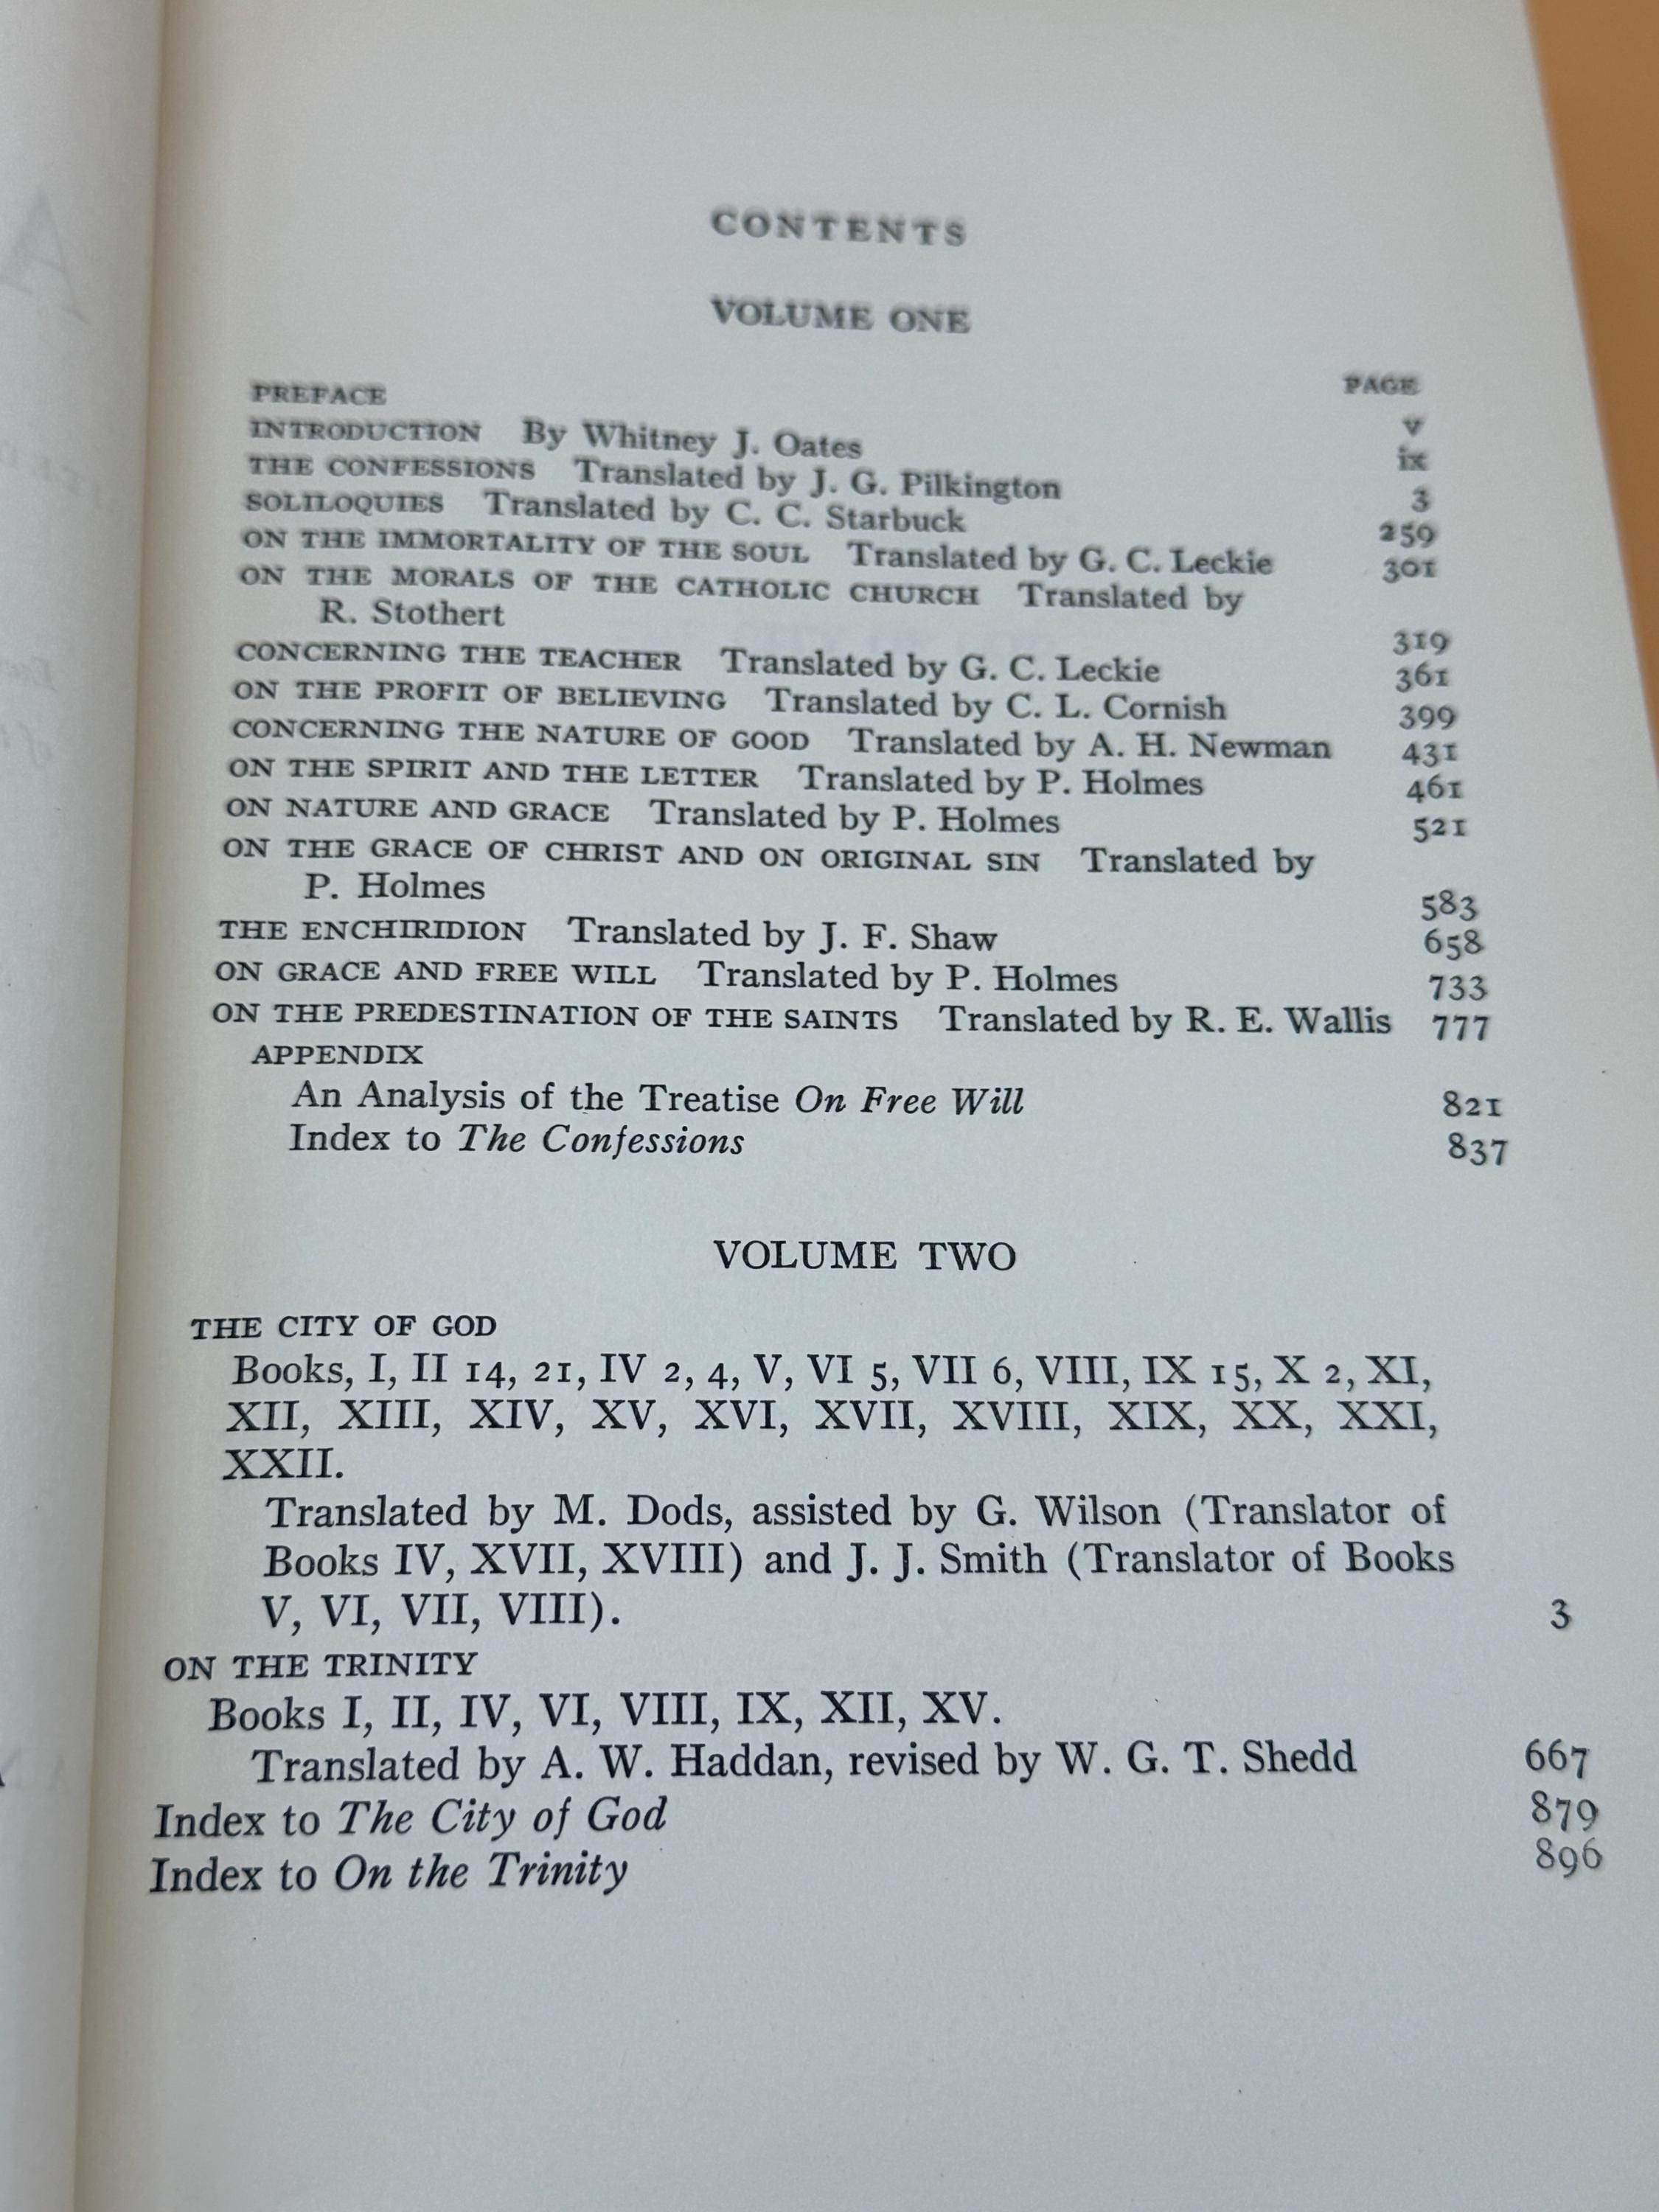 CONTENTS
VOLUME ONE
PAGE
PREFACE v
INTRODUCTION By Whitney J. Oates ix
THE CONFESSIONS Translated by J. G. Pilkington 3
SOLILOQUIES Translated by C. C. Starbuck 259
ON THE IMMORTALITY OF THE SOUL Translated by G. C. Leckie 301
ON THE MORALS OF THE CATHOLIC CHURCH Translated by
R. Stothert 319
CONCERNING THE TEACHER Translated by G. C. Leckie 361
ON THE PROFIT OF BELIEVING Translated by C. L. Cornish 399
CONCERNING THE NATURE OF GOOD Translated by A. H. Newman 431
ON THE SPIRIT AND THE LETTER Translated by P. Holmes 461
ON NATURE AND GRACE Translated by P. Holmes 521
ON THE GRACE OF CHRIST AND ON ORIGINAL SIN Translated by
P. Holmes 583
THE ENCHIRIDION Translated by J. F. Shaw 658
ON GRACE AND FREE WILL Translated by P. Holmes 733
ON THE PREDESTINATION OF THE SAINTS Translated by R. E. Wallis 777
APPENDIX
An Analysis of the Treatise On Free Will 821
Index to The Confessions 837
VOLUME TWO
THE CITY OF GOD
Books, I, II 14, 21, IV 2, 4, V, VI 5, VII 6, VIII, IX 15, X 2, XI,
XII, XIII, XIV, XV, XVI, XVII, XVIII, XIX, XX, XXI,
XXII.
Translated by M. Dods, assisted by G. Wilson (Translator of
Books IV, XVII, XVIII) and J. J. Smith (Translator of Books
V, VI, VII, VIII). 3
ON THE TRINITY
Books I, II, IV, VI, VIII, IX, XII, XV.
Translated by A. W. Haddan, revised by W. G. T. Shedd 667
Index to The City of God 879
Index to On the Trinity 896